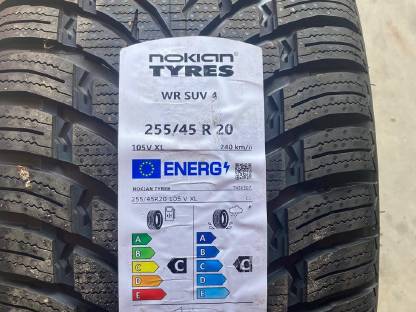 nokian
TYRES
WR SUV 4
255/45 R 20
105V XL 240 km/h
ENERG
NOKIAN TYRES
255/45R20 105 V XL
A A
B B
C C C C
D D
E E